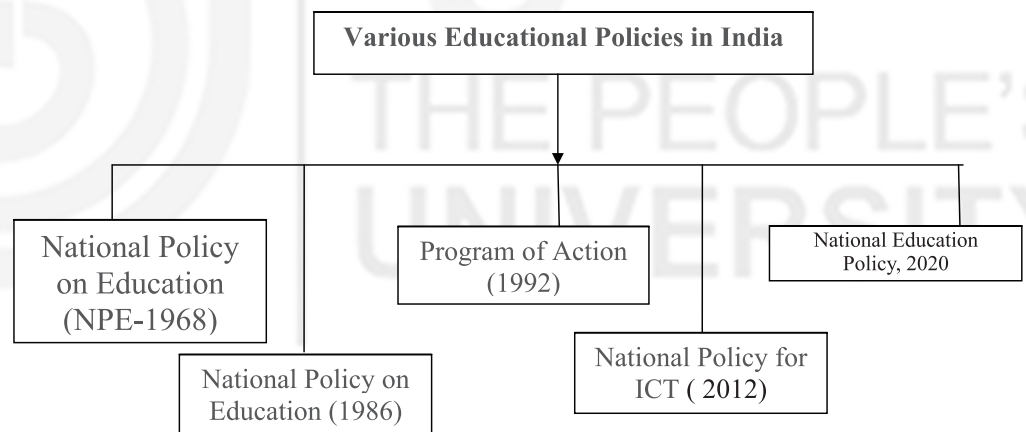 Various Educational Policies in India
THE PEOPLE'S
UNIVERSITY
National Policy
on Education
(NPE-1968)
National Policy on
Education (1986)
Program of Action
(1992)
National Policy for
ICT ( 2012)
National Education
Policy, 2020